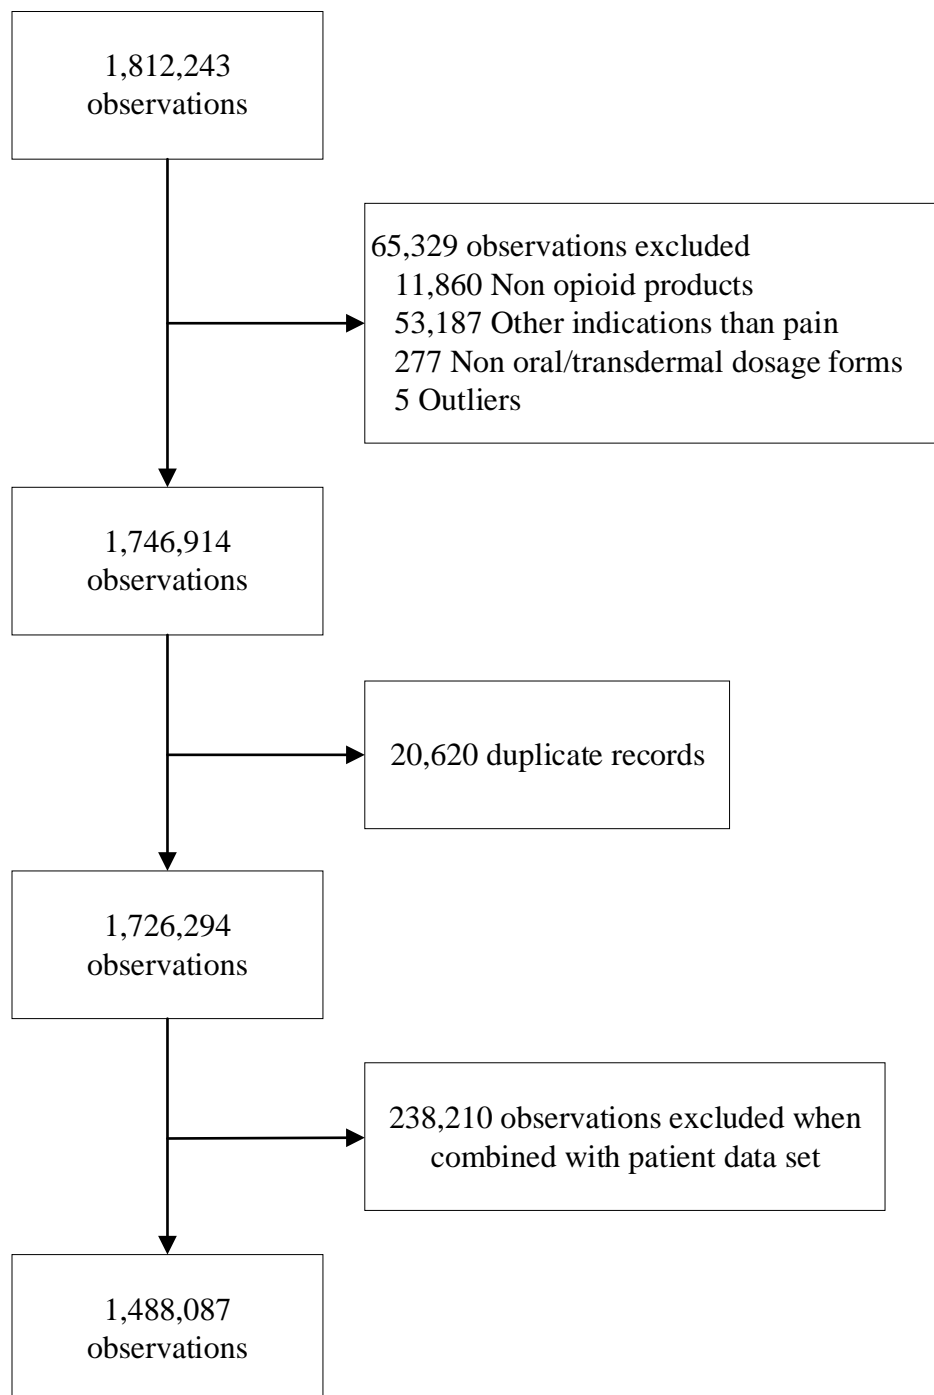 1,812,243
observations
65,329 observations excluded
11,860 Non opioid products
53,187 Other indications than pain
277 Non oral/transdermal dosage forms
5 Outliers
1,746,914
observations
20,620 duplicate records
1,726,294
observations
238,210 observations excluded when
combined with patient data set
1,488,087
observations